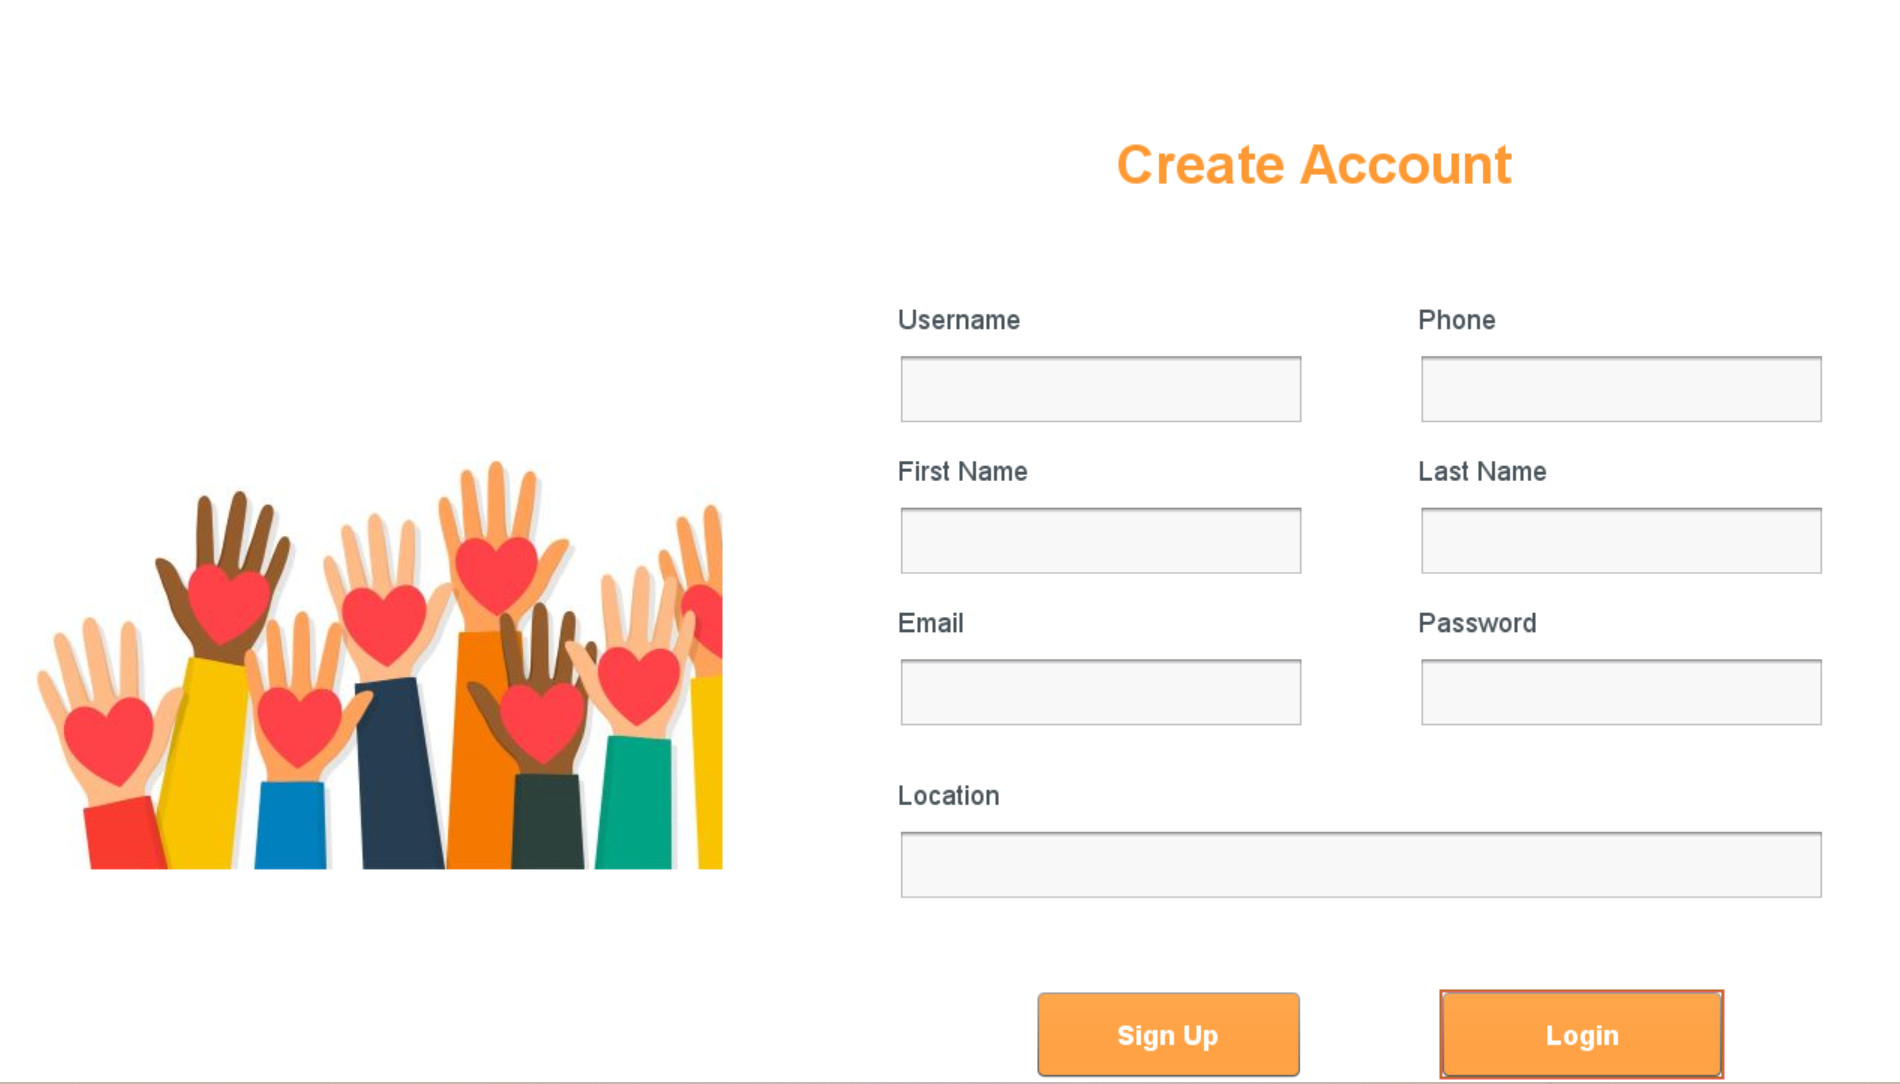 Create Account
Username
Phone
First Name
Last Name
Email
Password
Location
Sign Up
Login